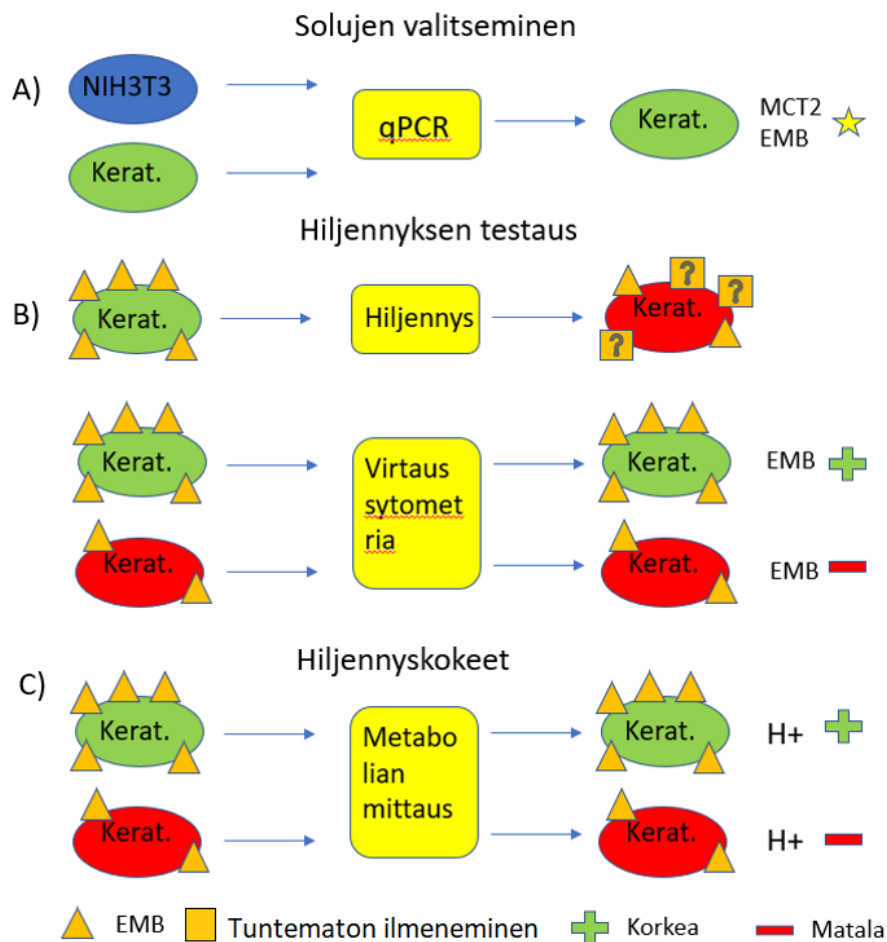 Solujen valitseminen
A)
NIH3T3
Kerat.
qPCR
Kerat.
MCT2
EMB
Hiljennyksen testaus
B)
Kerat.
Hiljennys
Kerat.
?
?
?
Kerat.
Kerat.
Virtaus
sytomet
ria
Kerat.
EMB
Kerat.
EMB
Hiljennyskokeet
C)
Kerat.
Kerat.
Metabo
lian
mittaus
Kerat.
H+
Kerat.
H+
EMB
Tuntematon ilmeneminen
Korkea
Matala